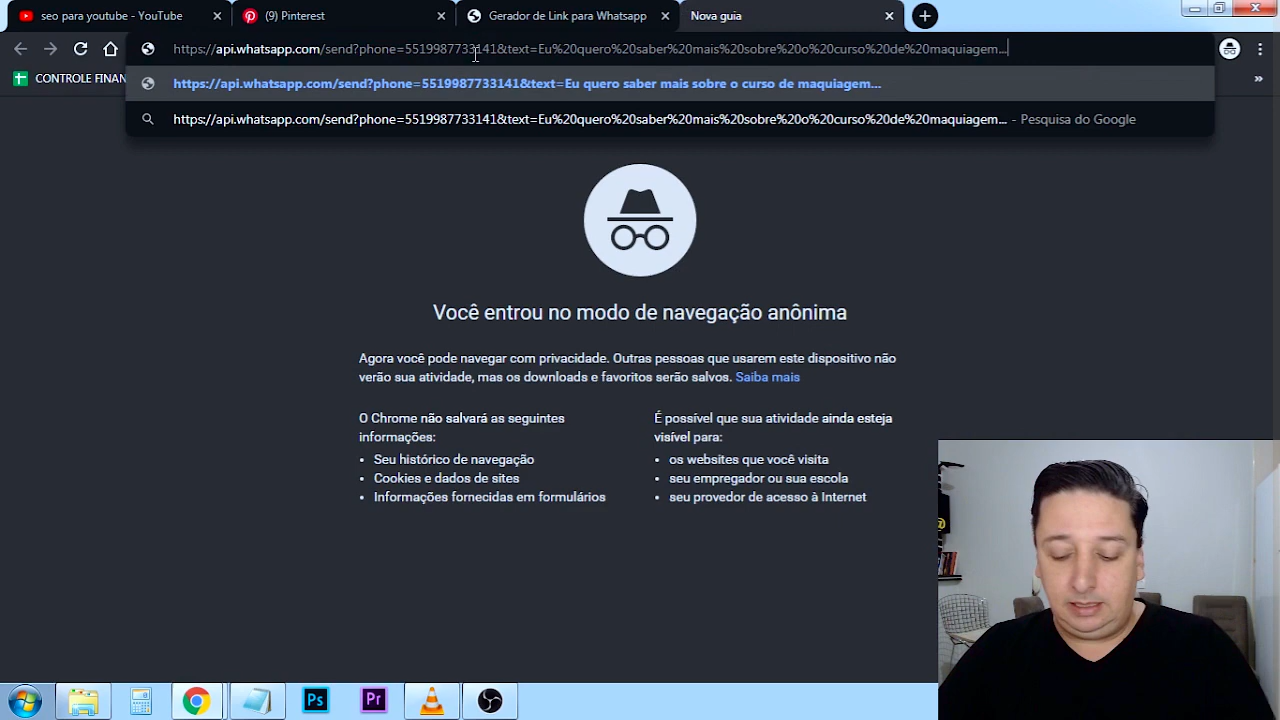 seo para youtube - YouTube
(9) Pinterest
Gerador de Link para Whatsapp
Nova guia
https://api.whatsapp.com/send?phone=5519987733141&text=Eu%20quero%20saber%20mais%20sobre%20o%20curso%20de%20maquiagem...
CONTROLE FINAN
»
https://api.whatsapp.com/send?phone=5519987733141&text=Eu quero saber mais sobre o curso de maquiagem...
https://api.whatsapp.com/send?phone=5519987733141&text=Eu%20quero%20saber%20mais%20sobre%20o%20curso%20de%20maquiagem... - Pesquisa do Google
Você entrou no modo de navegação anônima
Agora você pode navegar com privacidade. Outras pessoas que usarem este dispositivo não
verão sua atividade, mas os downloads e favoritos serão salvos. Saiba mais
O Chrome não salvará as seguintes
informações:
• Seu histórico de navegação
• Cookies e dados de sites
• Informações fornecidas em formulários
É possível que sua atividade ainda esteja
visível para:
• os websites que você visita
• seu empregador ou sua escola
• seu provedor de acesso à Internet
@
Ps
Pr